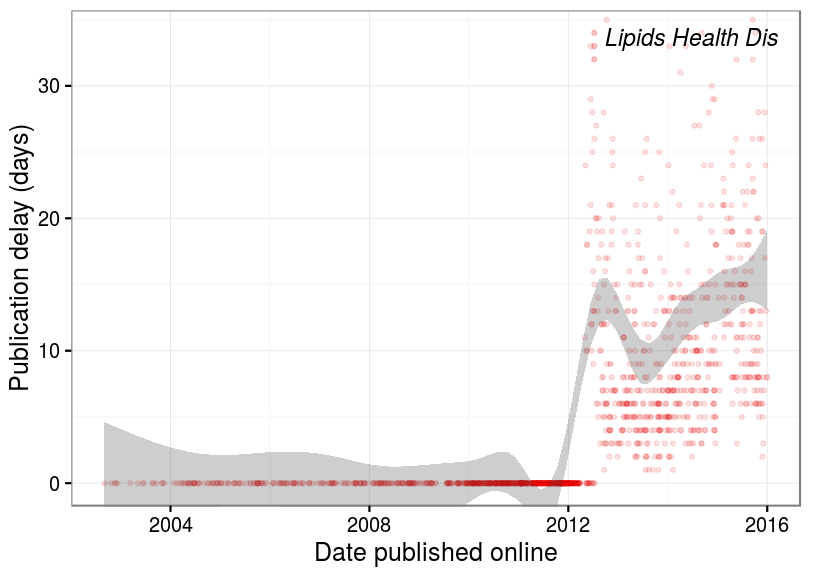 Lipids Health Dis
30
20
10
0
Publication delay (days)
2004 2008 2012 2016
Date published online